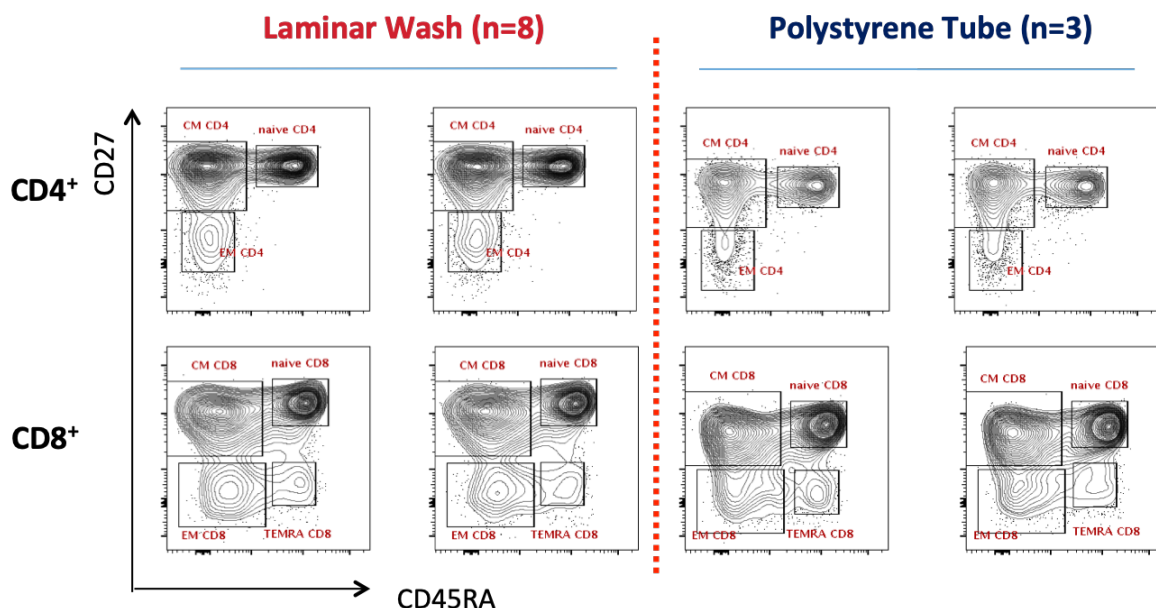 Laminar Wash (n=8)
Polystyrene Tube (n=3)
CD27
CD4+
CM CD4
naive CD4
EM CD4
CM CD4
naive CD4
EM CD4
CM CD4
naive CD4
EM CD4
CM CD4
naive CD4
EM CD4
CD8+
CM CD8
naive CD8
EM CD8
TEMRA CD8
CM CD8
naive CD8
EM CD8
TEMRA CD8
CM CD8
naive CD8
EM CD8
TEMRA CD8
CM CD8
naive CD8
EM CD8
TEMRA CD8
CD45RA